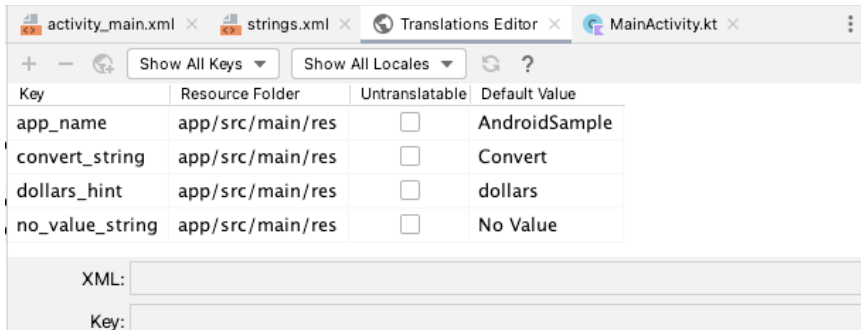 activity_main.xml strings.xml Translations Editor MainActivity.kt
Show All Keys Show All Locales ?
Key Resource Folder Untranslatable Default Value
app_name app/src/main/res AndroidSample
convert_string app/src/main/res Convert
dollars_hint app/src/main/res dollars
no_value_string app/src/main/res No Value
XML:
Key: